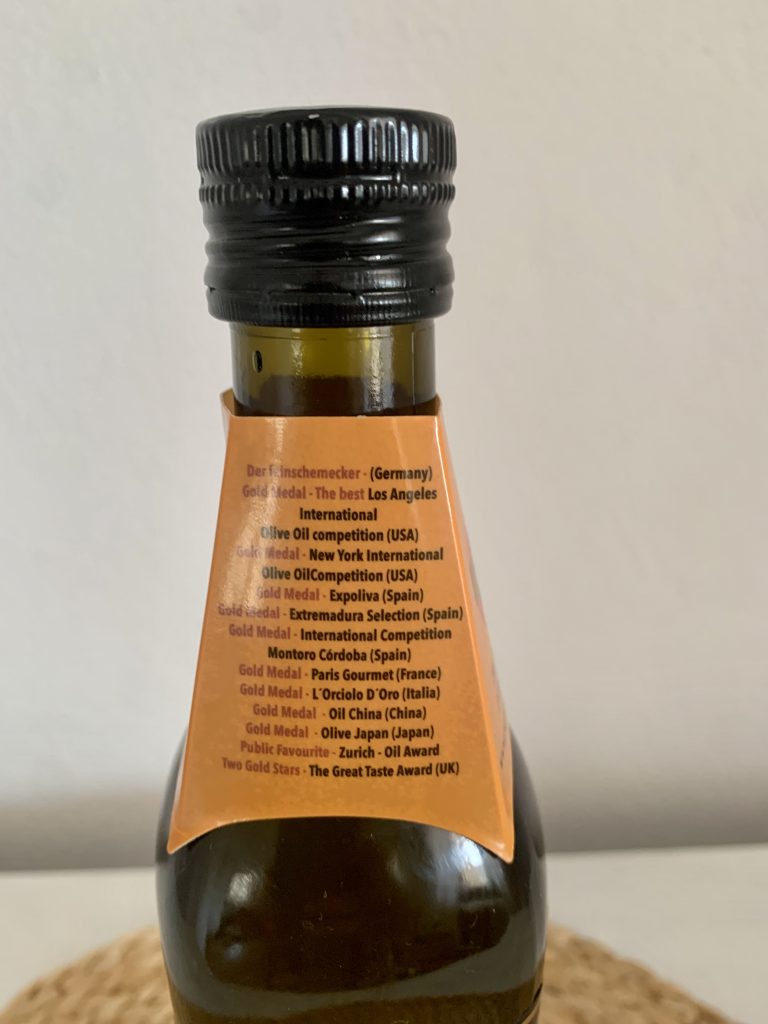 Der feinschemecker - (Germany)
Gold Medal - The best Los Angeles
International
Olive Oil competition (USA)
Gold Medal - New York International
Olive OilCompetition (USA)
Gold Medal - Expoliva (Spain)
Gold Medal - Extremadura Selection (Spain)
Gold Medal - International Competition
Montoro Córdoba (Spain)
Gold Medal - Paris Gourmet (France)
Gold Medal - L´Orciolo D´Oro (Italia)
Gold Medal - Oil China (China)
Gold Medal - Olive Japan (Japan)
Public Favourite - Zurich - Oil Award
Two Gold Stars - The Great Taste Award (UK)